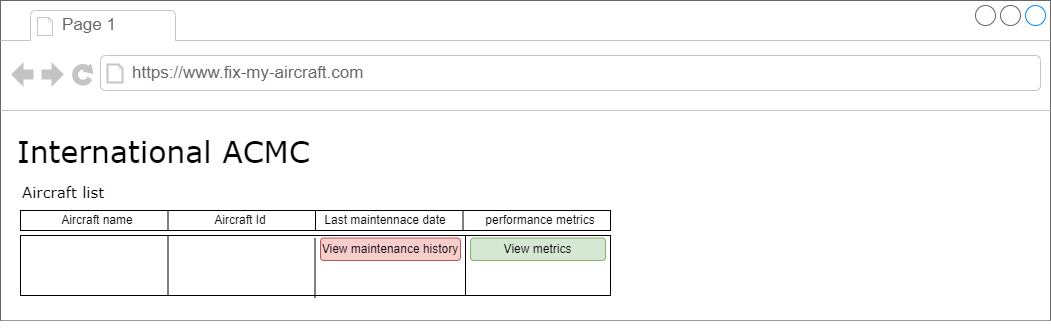 Page 1
https://www.fix-my-aircraft.com
International ACMC
Aircraft list
Aircraft name Aircraft Id Last maintennace date performance metrics
View maintenance history View metrics